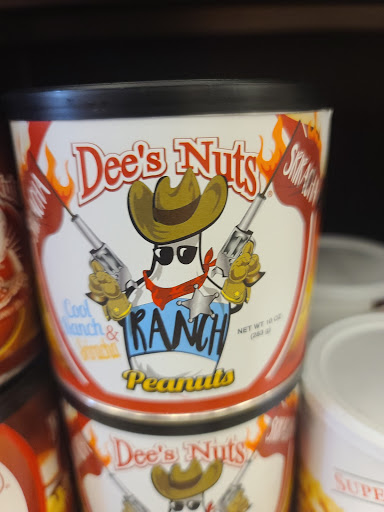 Dee's Nuts
SRIRACHA
Cool
Ranch &
Sriracha
RANCH
NET WT 10 OZ.
(283 g)
Peanuts
Dee's Nuts
SUPE